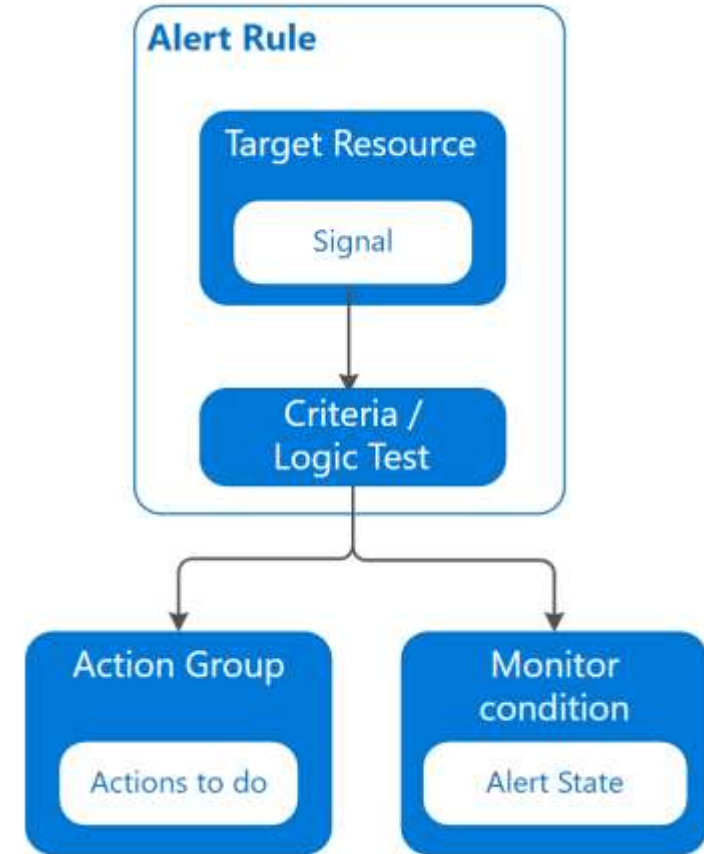 Alert Rule
Target Resource
Signal
Criteria /
Logic Test
Action Group
Actions to do
Monitor
condition
Alert State